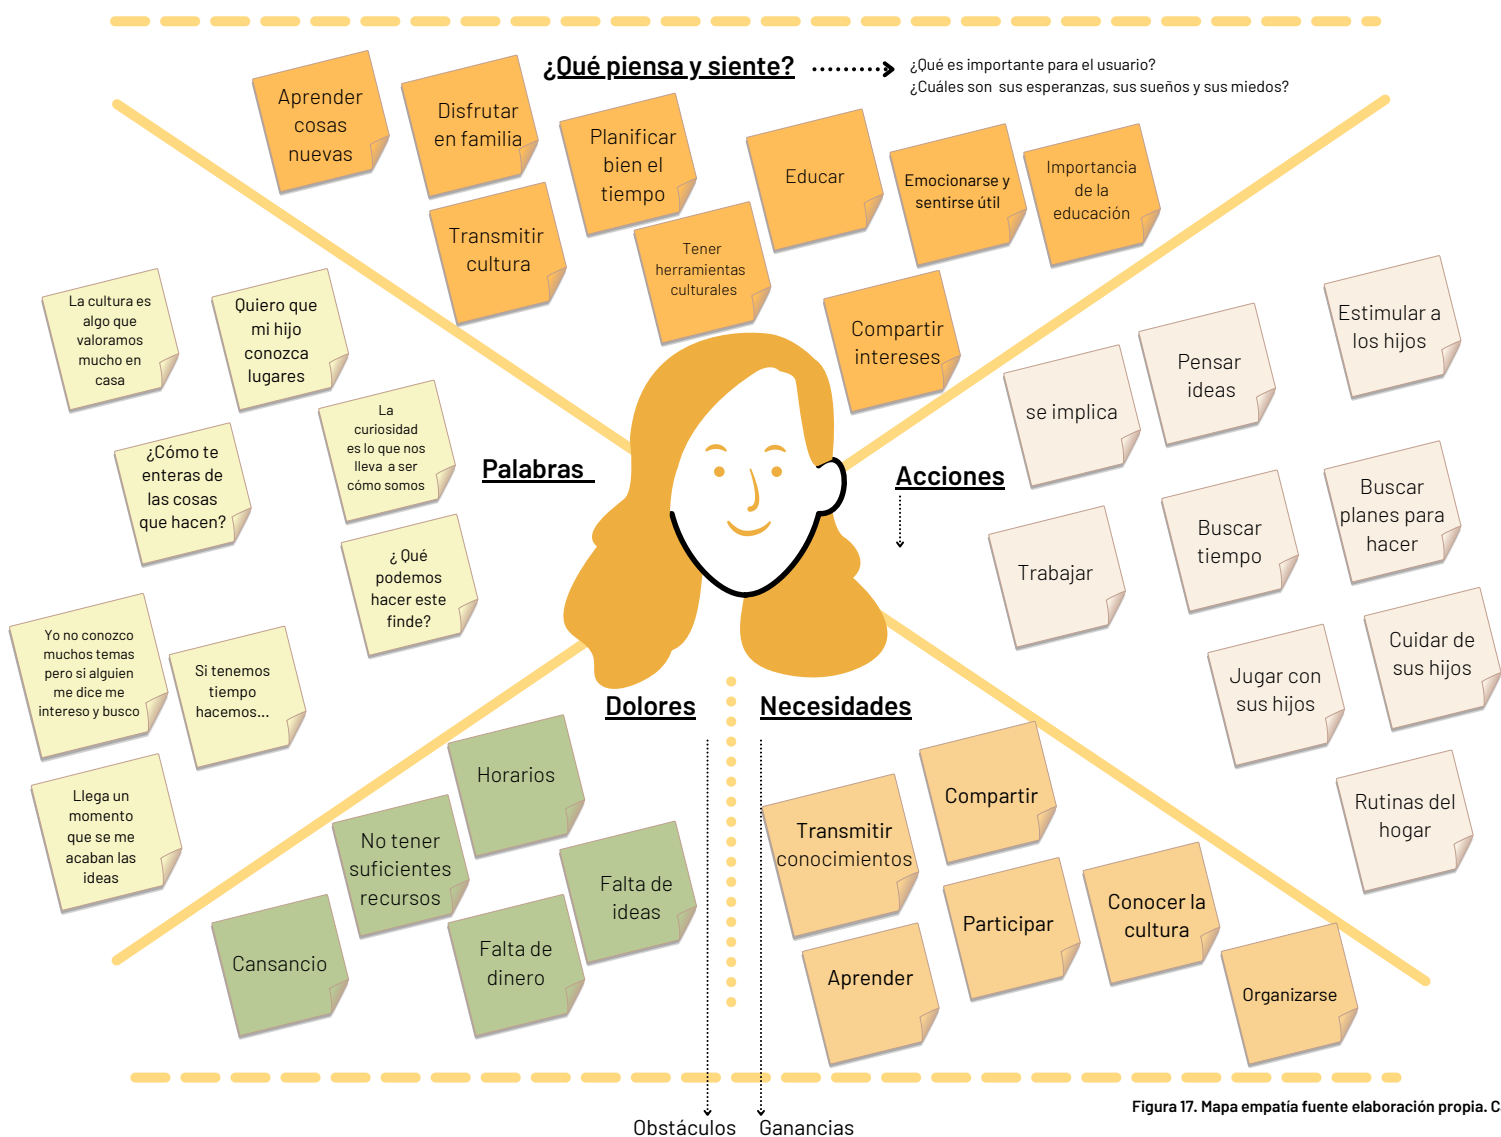 ¿Qué piensa y siente?
¿Qué es importante para el usuario?
¿Cuáles son sus esperanzas, sus sueños y sus miedos?
Aprender
cosas
nuevas
Disfrutar
en familia
Planificar
bien el
tiempo
Educar
Emocionarse y
sentirse útil
Importancia
de la
educación
Transmitir
cultura
Tener
herramientas
culturales
Compartir
intereses
Palabras
La cultura es
algo que
valoramos
mucho en
casa
Quiero que
mi hijo
conozca
lugares
La
curiosidad
es lo que nos
lleva a ser
cómo somos
¿Cómo te
enteras de
las cosas
que hacen?
¿ Qué
podemos
hacer este
finde?
Yo no conozco
muchos temas
pero si alguien
me dice me
intereso y busco
Si tenemos
tiempo
hacemos...
Llega un
momento
que se me
acaban las
ideas
Acciones
Estimular a
los hijos
Pensar
ideas
se implica
Buscar
planes para
hacer
Buscar
tiempo
Trabajar
Cuidar de
sus hijos
Jugar con
sus hijos
Rutinas del
hogar
Dolores
Horarios
No tener
suficientes
recursos
Falta de
ideas
Cansancio
Falta de
dinero
Obstáculos
Necesidades
Compartir
Transmitir
conocimientos
Participar
Conocer la
cultura
Aprender
Organizarse
Ganancias
Figura 17. Mapa empatía fuente elaboración propia. C